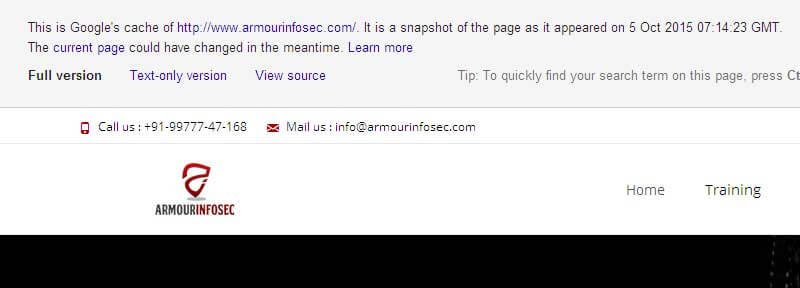 This is Google's cache of http://www.armourinfosec.com/. It is a snapshot of the page as it appeared on 5 Oct 2015 07:14:23 GMT.
The current page could have changed in the meantime. Learn more
Full version Text-only version View source Tip: To quickly find your search term on this page, press Ct
Call us : +91-99777-47-168 Mail us : info@armourinfosec.com
ARMOURINFOSEC
Home Training